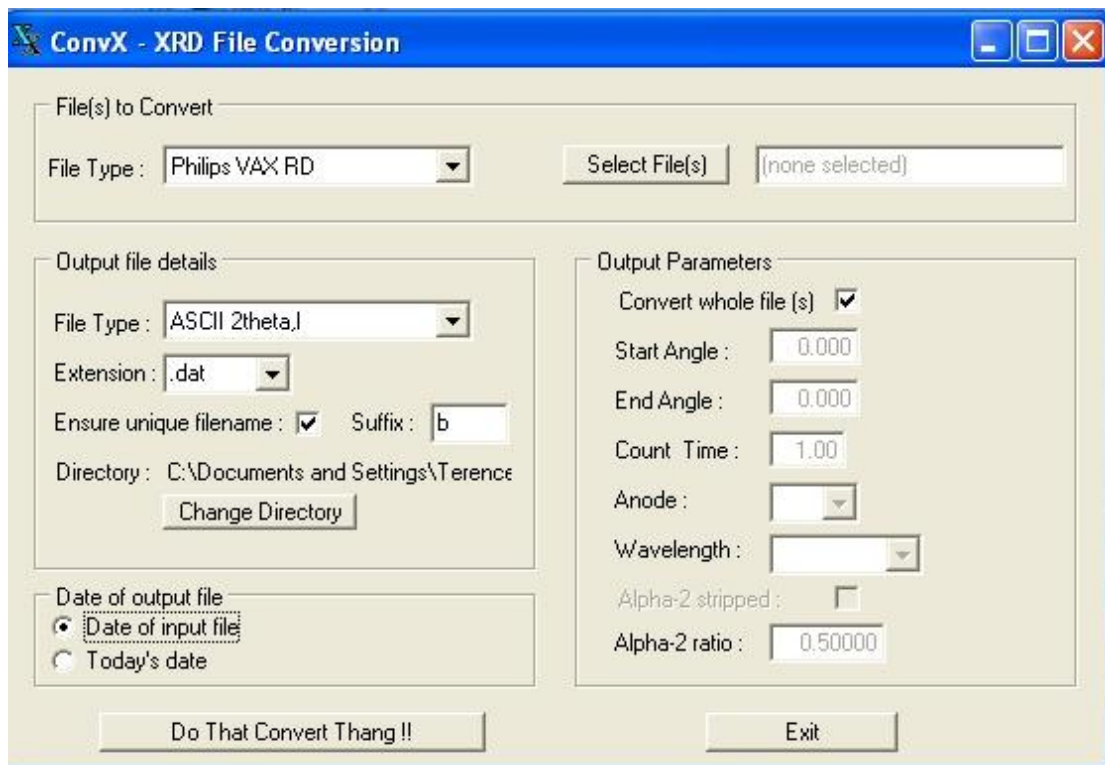 ConvX - XRD File Conversion
File(s) to Convert
File Type : Philips VAX RD
Select File(s) (none selected)
Output file details
File Type : ASCII 2theta,I
Extension : .dat
Ensure unique filename : Suffix : b
Directory : C:\Documents and Settings\Terence
Change Directory
Date of output file
Date of input file
Today's date
Output Parameters
Convert whole file (s)
Start Angle : 0.000
End Angle : 0.000
Count Time : 1.00
Anode :
Wavelength :
Alpha-2 stripped :
Alpha-2 ratio : 0.50000
Do That Convert Thang !!
Exit